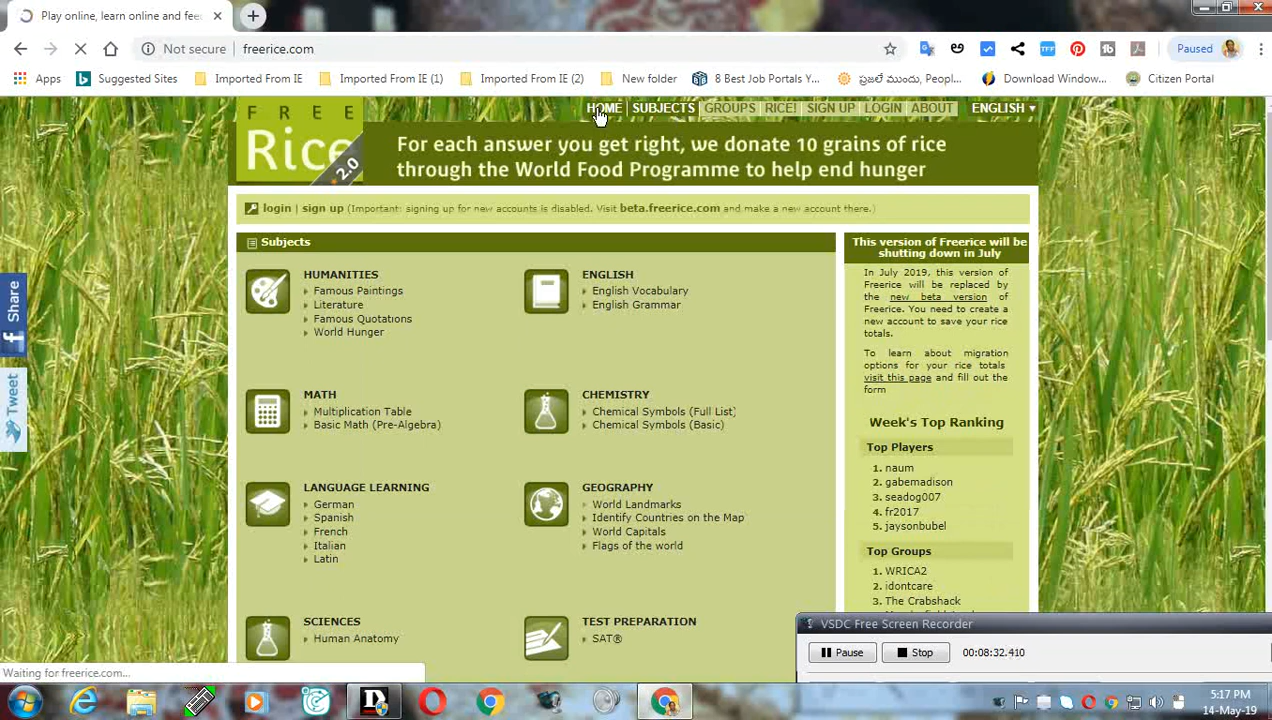 Play online, learn online and fee
Not secure | freerice.com
Paused
Apps
Suggested Sites
Imported From IE
Imported From IE (1)
Imported From IE (2)
New folder
8 Best Job Portals Y...
ప్రజలే ముందు, Peopl...
Download Window...
Citizen Portal
HOME SUBJECTS GROUPS RICE! SIGN UP LOGIN ABOUT ENGLISH
FREE
Rice
2.0
For each answer you get right, we donate 10 grains of rice
through the World Food Programme to help end hunger
login | sign up (Important: signing up for new accounts is disabled. Visit beta.freerice.com and make a new account there.)
Share
Tweet
Subjects
HUMANITIES
Famous Paintings
Literature
Famous Quotations
World Hunger
ENGLISH
English Vocabulary
English Grammar
MATH
Multiplication Table
Basic Math (Pre-Algebra)
CHEMISTRY
Chemical Symbols (Full List)
Chemical Symbols (Basic)
LANGUAGE LEARNING
German
Spanish
French
Italian
Latin
GEOGRAPHY
World Landmarks
Identify Countries on the Map
World Capitals
Flags of the world
SCIENCES
Human Anatomy
TEST PREPARATION
SAT®
This version of Freerice will be
shutting down in July
In July 2019, this version of
Freerice will be replaced by
the new beta version of
Freerice. You need to create a
new account to save your rice
totals.
To learn about migration
options for your rice totals
visit this page and fill out the
form
Week's Top Ranking
Top Players
1. naum
2. gabemadison
3. seadog007
4. fr2017
5. jaysonbubel
Top Groups
1. WRICA2
2. idontcare
3. The Crabshack
VSDC Free Screen Recorder
Pause
Stop
00:08:32.410
Waiting for freerice.com...
5:17 PM
14-May-19